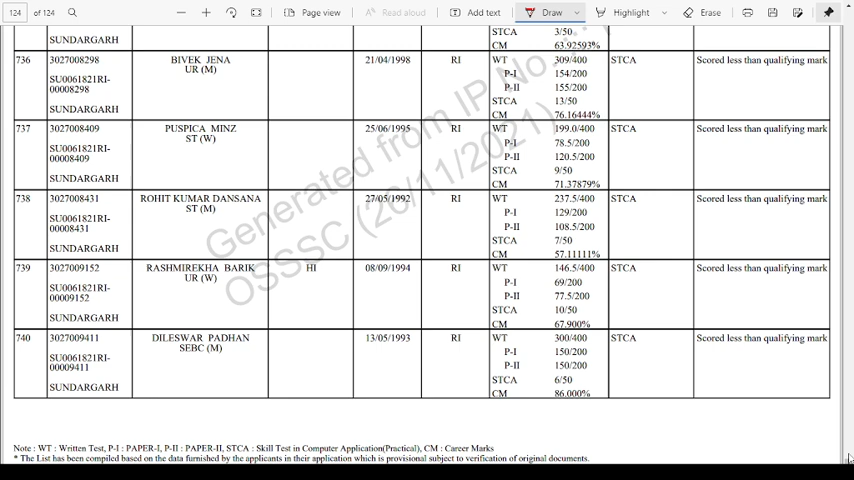 124 of 124 Page view Read aloud Add text Draw Highlight Erase
SUNDARGARH STCA 3/50
CM 63.92593%
736 3027008298 BIVEK JENA 21/04/1998 RI WT 309/400 STCA Scored less than qualifying mark
UR (M)
SU0061821RI- P-I 154/200
00008298 P-II 155/200
STCA 13/50
SUNDARGARH CM 76.16444%
737 3027008409 PUSPICA MINZ 25/06/1995 RI WT 199.0/400 STCA Scored less than qualifying mark
ST (W)
SU0061821RI- P-I 78.5/200
00008409 P-II 120.5/200
STCA 9/50
SUNDARGARH CM 71.37879%
738 3027008431 ROHIT KUMAR DANSANA 27/05/1992 RI WT 237.5/400 STCA Scored less than qualifying mark
ST (M)
SU0061821RI- P-I 129/200
00008431 P-II 108.5/200
STCA 7/50
SUNDARGARH CM 57.11111%
739 3027009152 RASHMIREKHA BARIK HI 08/09/1994 RI WT 146.5/400 STCA Scored less than qualifying mark
UR (W)
SU0061821RI- P-I 69/200
00009152 P-II 77.5/200
STCA 10/50
SUNDARGARH CM 67.900%
740 3027009411 DILESWAR PADHAN 13/05/1993 RI WT 300/400 STCA Scored less than qualifying mark
SEBC (M)
SU0061821RI- P-I 150/200
00009411 P-II 150/200
STCA 6/50
SUNDARGARH CM 86.000%
Generated from IP No. . . .
OSSSC (26/11/2021)
Note : WT : Written Test, P-I : PAPER-I, P-II : PAPER-II, STCA : Skill Test in Computer Application(Practical), CM : Career Marks
* The List has been compiled based on the data furnished by the applicants in their application which is provisional subject to verification of original documents.